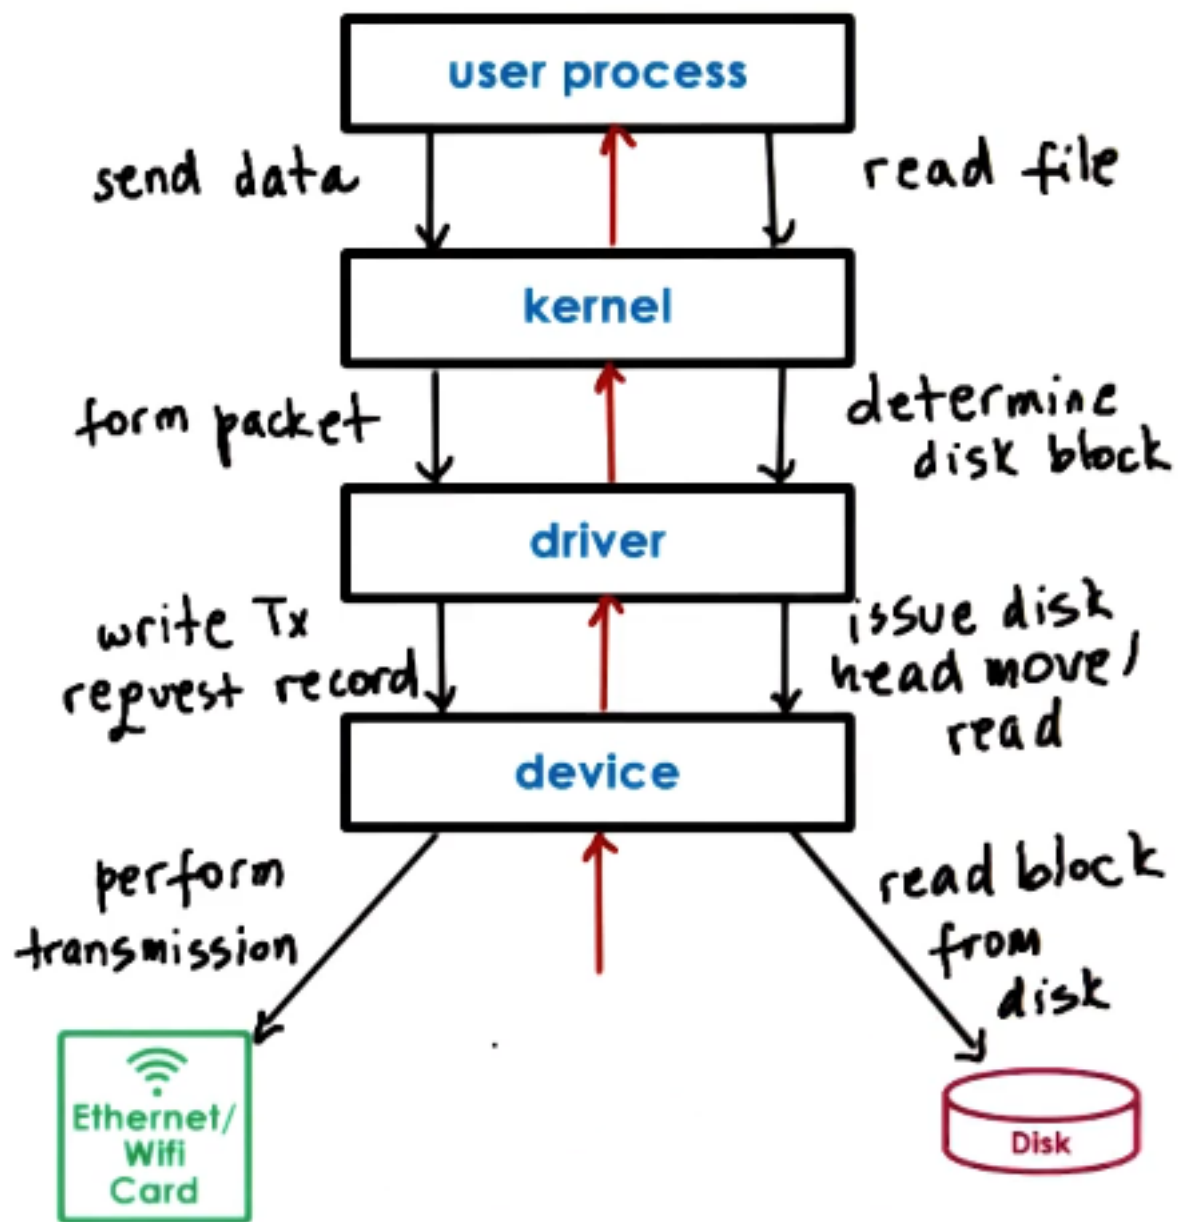 user process
send data
read file
kernel
form packet
determine
disk block
driver
write Tx
request record
issue disk
head move/
read
device
perform
transmission
read block
from
disk
Ethernet/
Wifi
Card
Disk